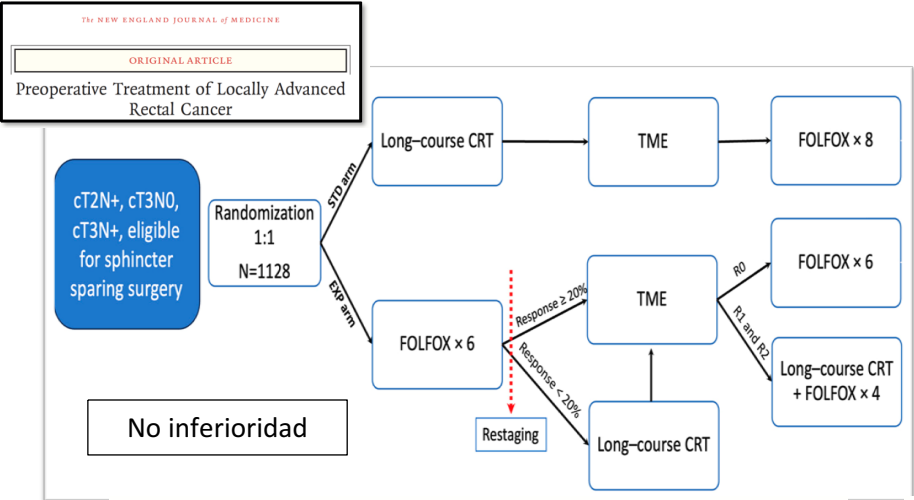 The NEW ENGLAND JOURNAL of MEDICINE
ORIGINAL ARTICLE
Preoperative Treatment of Locally Advanced
Rectal Cancer
cT2N+, cT3N0,
cT3N+, eligible
for sphincter
sparing surgery
Randomization
1:1
N=1128
STD arm
Long–course CRT
TME
FOLFOX × 8
EXP arm
FOLFOX × 6
Response ≥ 20%
Response < 20%
Restaging
Long–course CRT
TME
R0
FOLFOX × 6
R1 and R2
Long–course CRT
+ FOLFOX × 4
No inferioridad